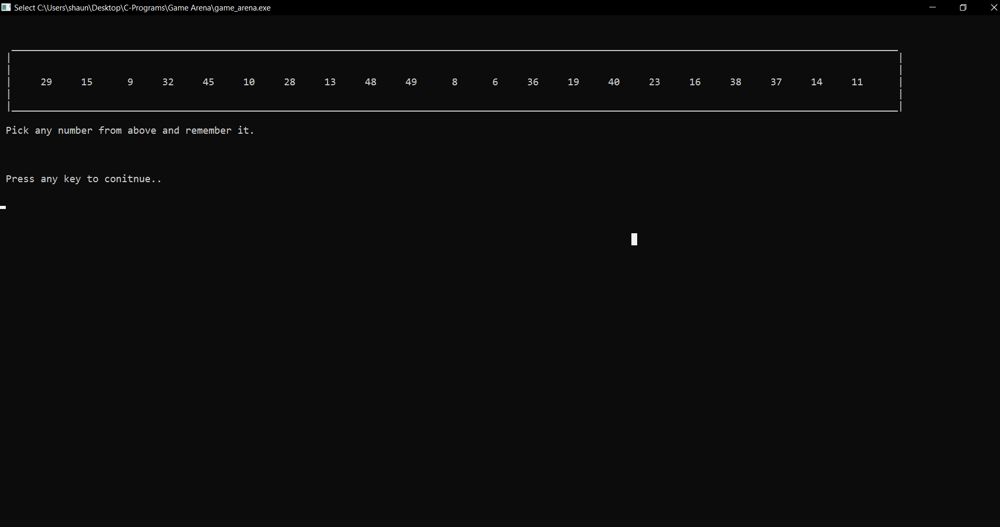 Select C:\Users\shaun\Desktop\C-Programs\Game Arena\game_arena.exe
29 15 9 32 45 10 28 13 48 49 8 6 36 19 40 23 16 38 37 14 11
Pick any number from above and remember it.
Press any key to conitnue..